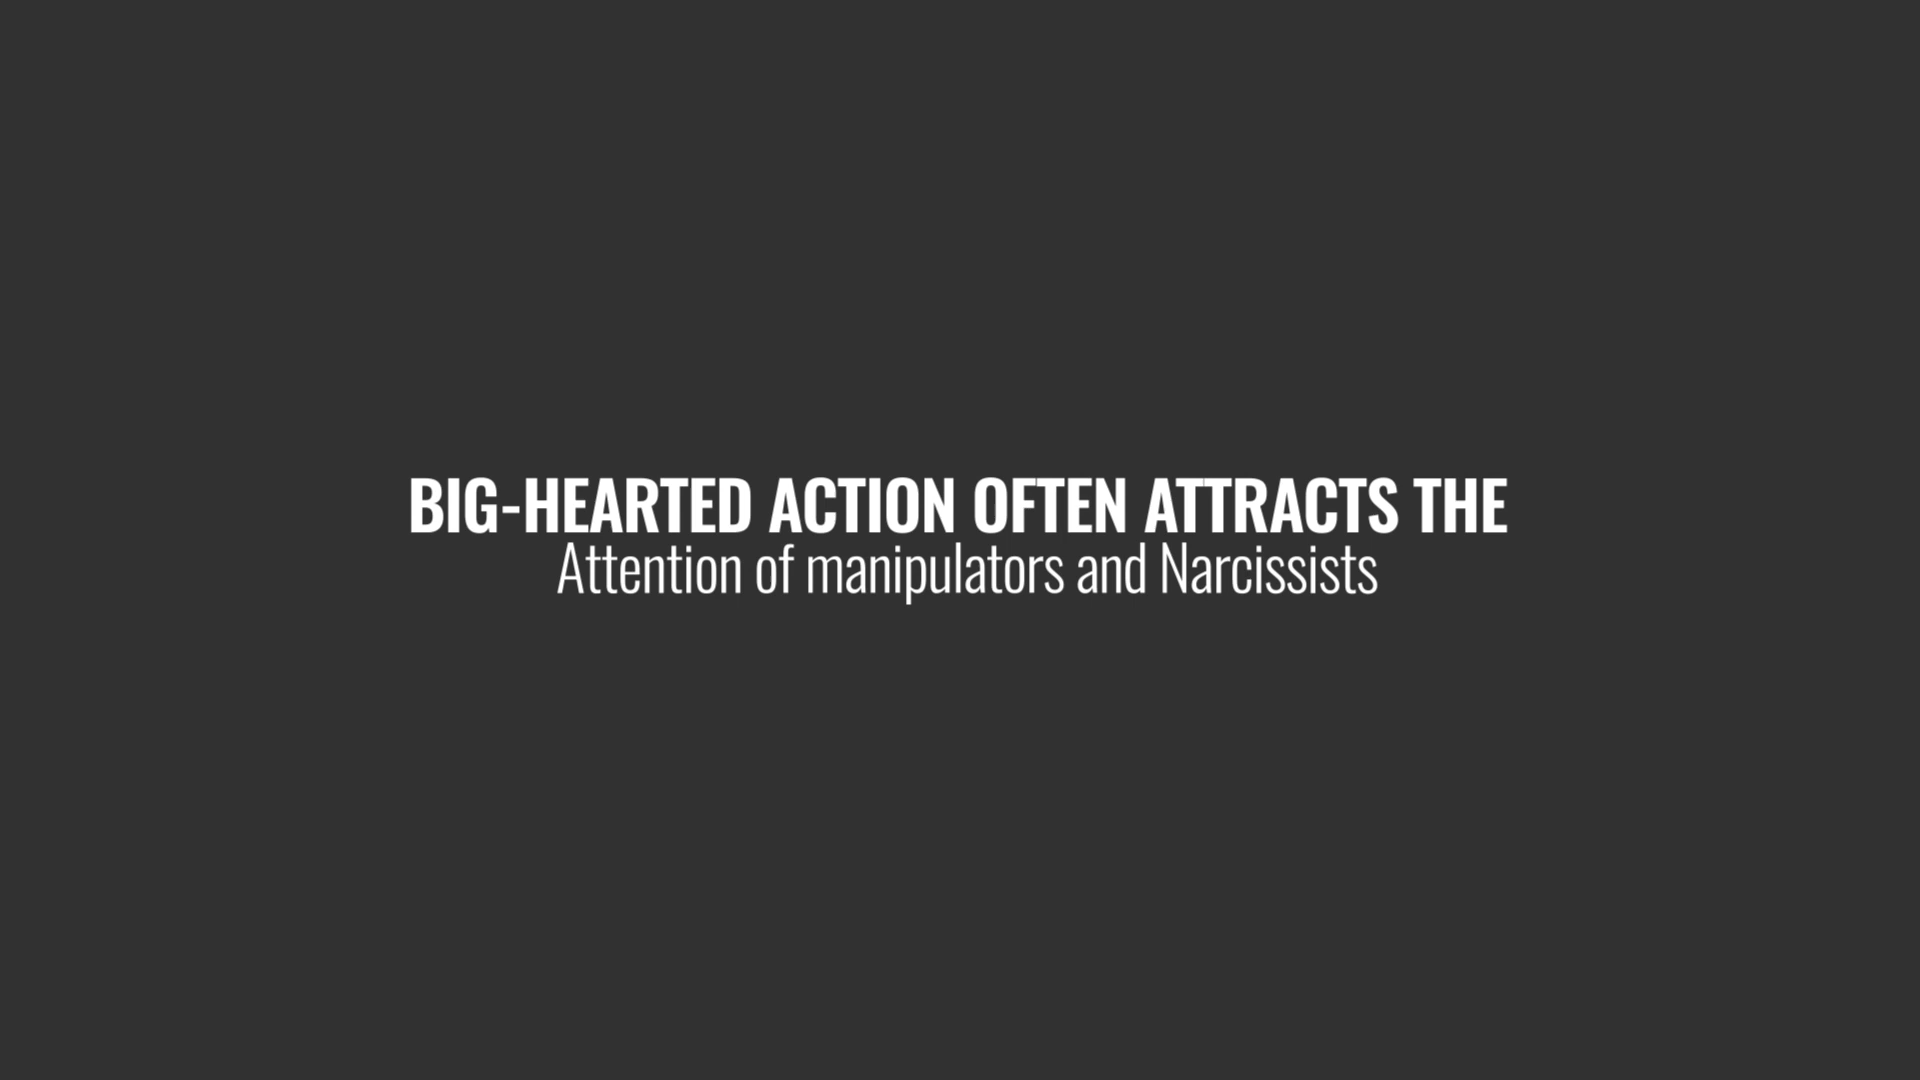 BIG-HEARTED ACTION OFTEN ATTRACTS THE
Attention of manipulators and Narcissists